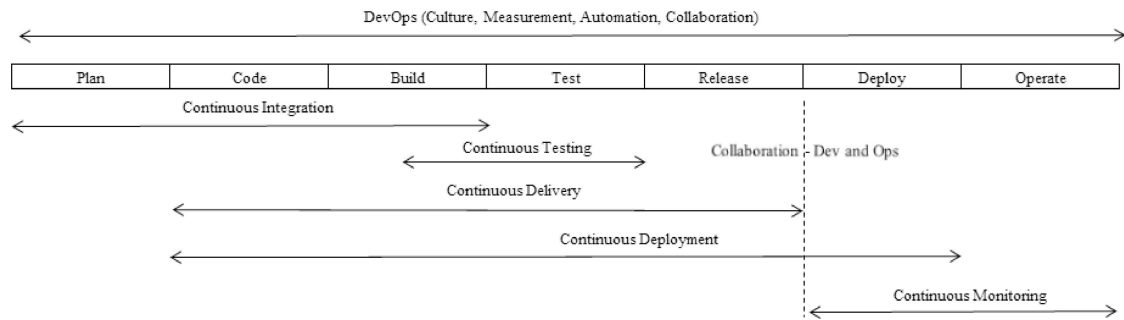 DevOps (Culture, Measurement, Automation, Collaboration)
Plan Code Build Test Release Deploy Operate
Continuous Integration
Continuous Testing
Collaboration - Dev and Ops
Continuous Delivery
Continuous Deployment
Continuous Monitoring